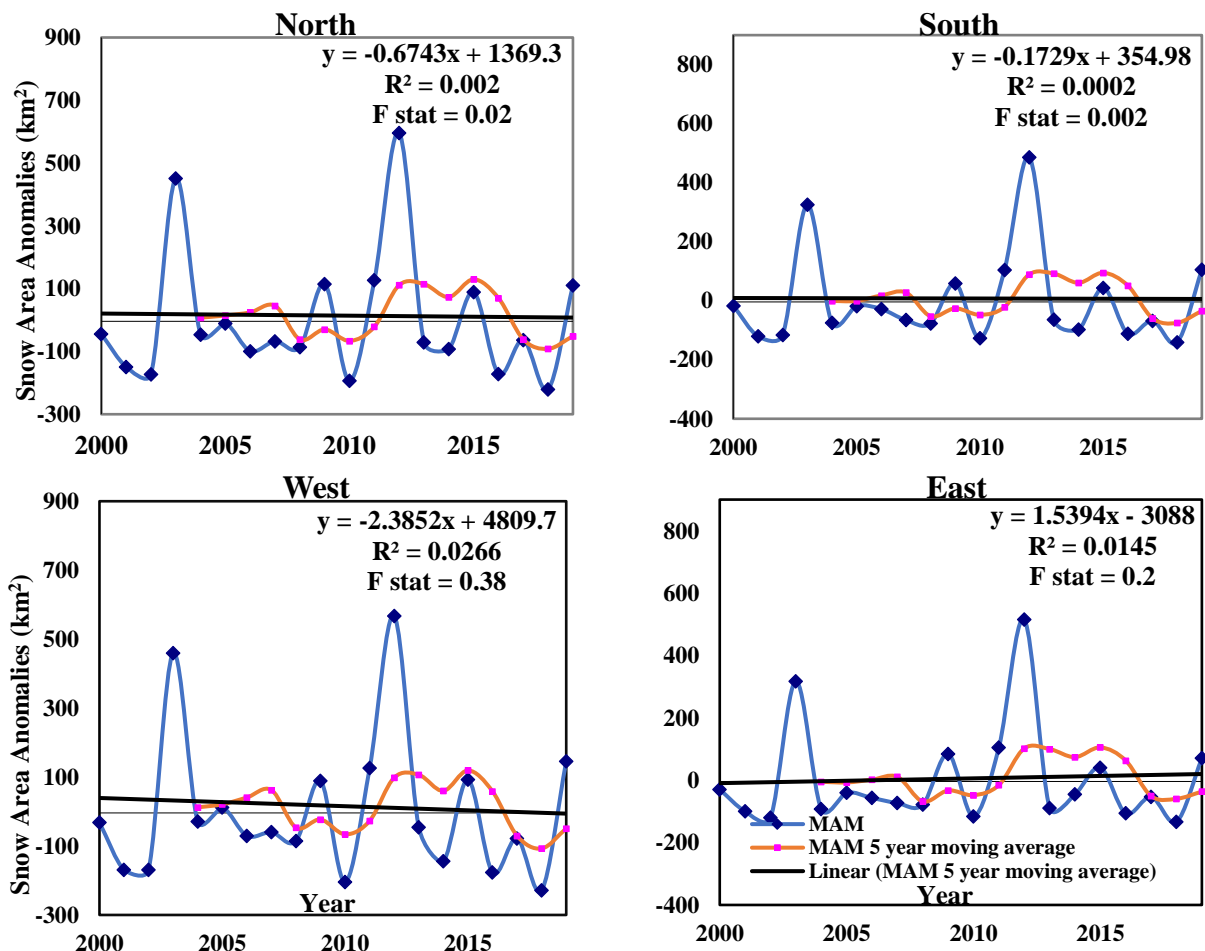 North
y = -0.6743x + 1369.3
R² = 0.002
F stat = 0.02
Snow Area Anomalies (km²)
900
700
500
300
100
-100
-300
2000
2005
2010
2015
South
y = -0.1729x + 354.98
R² = 0.0002
F stat = 0.002
800
600
400
200
0
-200
-400
2000
2005
2010
2015
West
y = -2.3852x + 4809.7
R² = 0.0266
F stat = 0.38
Snow Area Anomalies (km²)
900
700
500
300
100
-100
-300
Year
2000
2005
2010
2015
East
y = 1.5394x - 3088
R² = 0.0145
F stat = 0.2
800
600
400
200
0
-200
-400
MAM
MAM 5 year moving average
Linear (MAM 5 year moving average)
Year
2000
2005
2010
2015